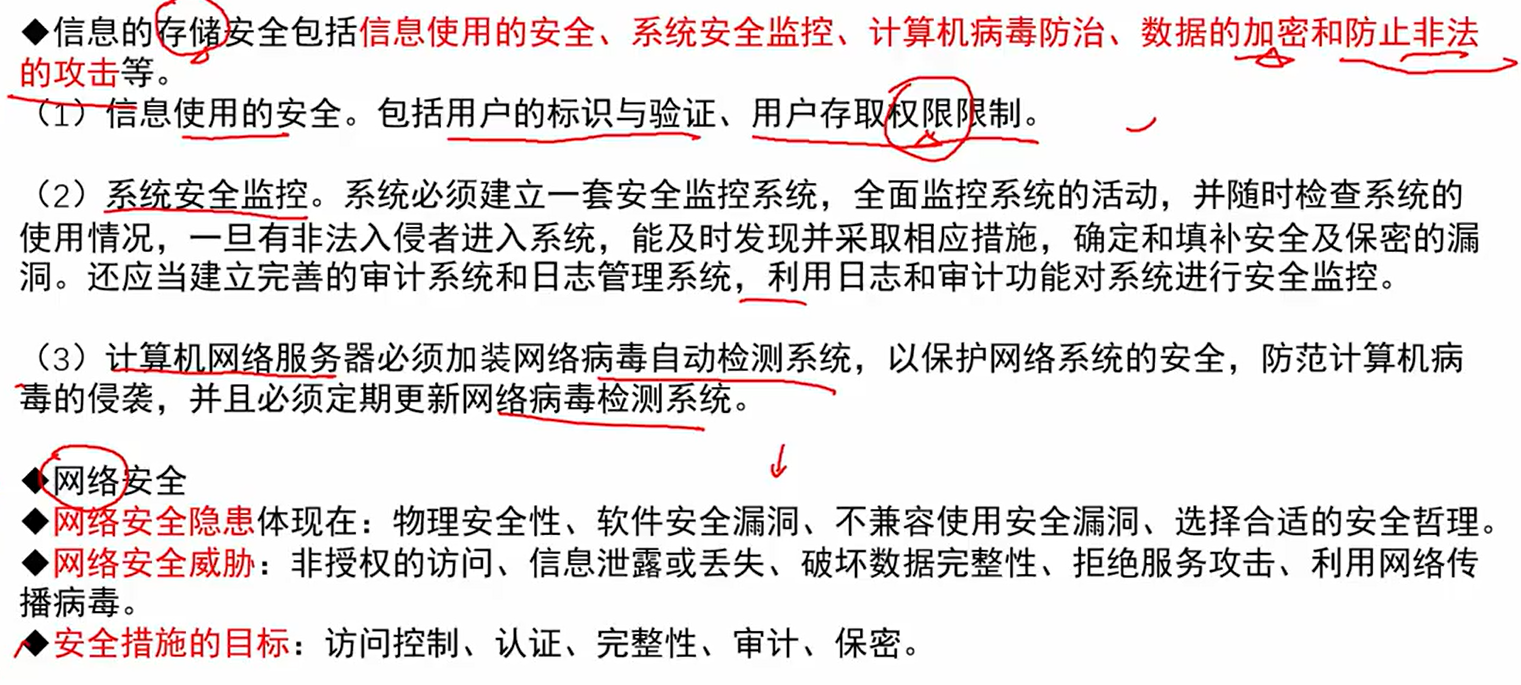 ◆信息的存储安全包括信息使用的安全、系统安全监控、计算机病毒防治、数据的加密和防止非法
的攻击等。
（1）信息使用的安全。包括用户的标识与验证、用户存取权限限制。
（2）系统安全监控。系统必须建立一套安全监控系统，全面监控系统的活动，并随时检查系统的
使用情况，一旦有非法入侵者进入系统，能及时发现并采取相应措施，确定和填补安全及保密的漏
洞。还应当建立完善的审计系统和日志管理系统，利用日志和审计功能对系统进行安全监控。
（3）计算机网络服务器必须加装网络病毒自动检测系统，以保护网络系统的安全，防范计算机病
毒的侵袭，并且必须定期更新网络病毒检测系统。
◆网络安全
◆网络安全隐患体现在：物理安全性、软件安全漏洞、不兼容使用安全漏洞、选择合适的安全哲理。
◆网络安全威胁：非授权的访问、信息泄露或丢失、破坏数据完整性、拒绝服务攻击、利用网络传
播病毒。
◆安全措施的目标：访问控制、认证、完整性、审计、保密。